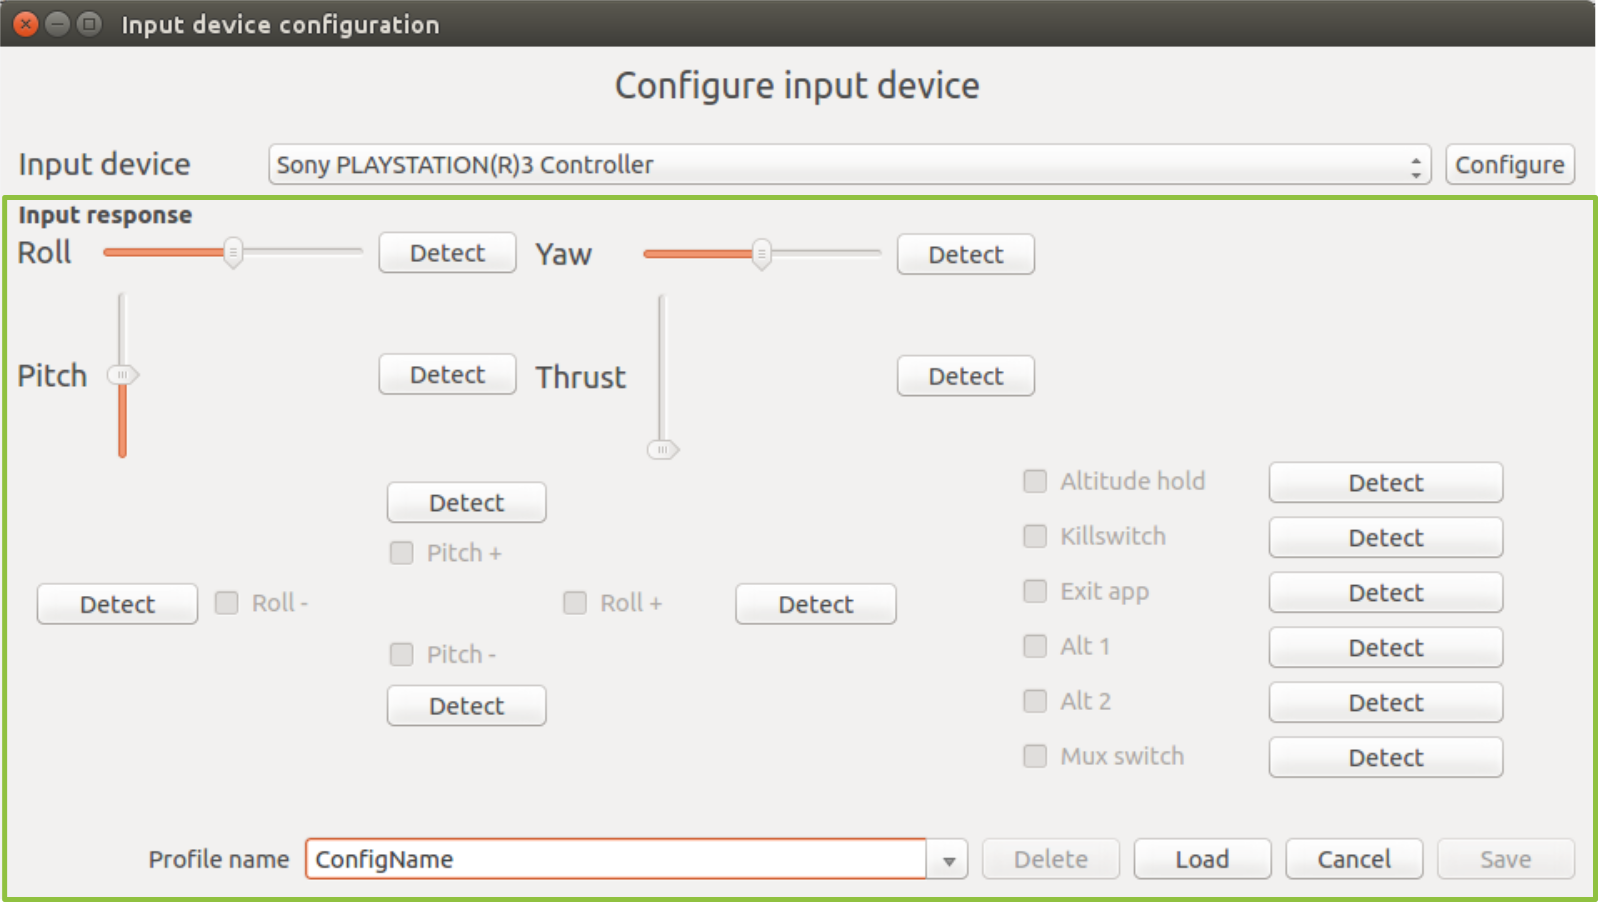 Input device configuration
Configure input device
Input device Sony PLAYSTATION(R)3 Controller Configure
Input response
Roll Detect Yaw Detect
Pitch Detect Thrust Detect
Altitude hold Detect
Detect
Killswitch Detect
Pitch +
Exit app Detect
Detect Roll - Roll + Detect
Alt 1 Detect
Pitch -
Alt 2 Detect
Detect
Mux switch Detect
Profile name ConfigName Delete Load Cancel Save